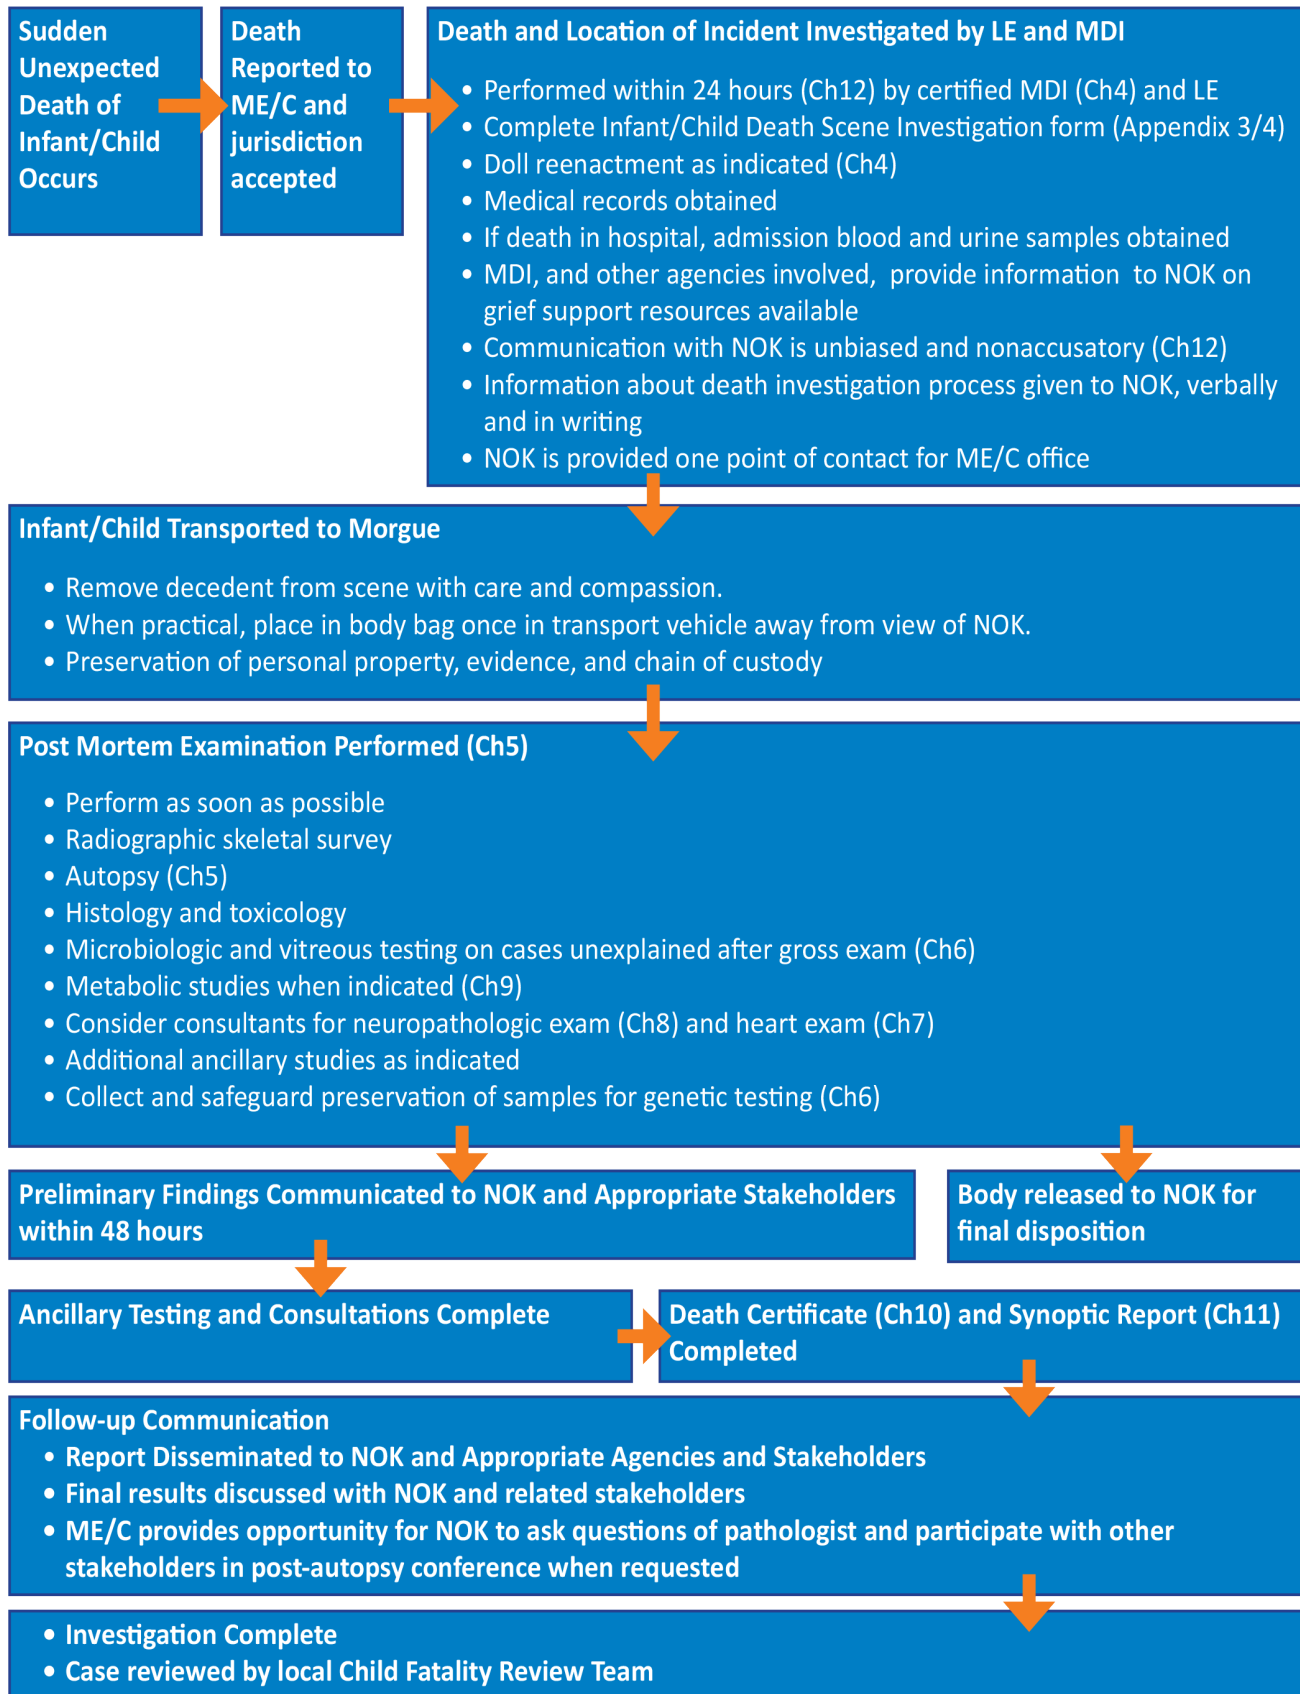 Sudden
Unexpected
Death of
Infant/Child
Occurs
Death
Reported to
ME/C and
jurisdiction
accepted
Death and Location of Incident Investigated by LE and MDI
• Performed within 24 hours (Ch12) by certified MDI (Ch4) and LE
• Complete Infant/Child Death Scene Investigation form (Appendix 3/4)
• Doll reenactment as indicated (Ch4)
• Medical records obtained
• If death in hospital, admission blood and urine samples obtained
• MDI, and other agencies involved, provide information to NOK on
grief support resources available
• Communication with NOK is unbiased and nonaccusatory (Ch12)
• Information about death investigation process given to NOK, verbally
and in writing
• NOK is provided one point of contact for ME/C office
Infant/Child Transported to Morgue
• Remove decedent from scene with care and compassion.
• When practical, place in body bag once in transport vehicle away from view of NOK.
• Preservation of personal property, evidence, and chain of custody
Post Mortem Examination Performed (Ch5)
• Perform as soon as possible
• Radiographic skeletal survey
• Autopsy (Ch5)
• Histology and toxicology
• Microbiologic and vitreous testing on cases unexplained after gross exam (Ch6)
• Metabolic studies when indicated (Ch9)
• Consider consultants for neuropathologic exam (Ch8) and heart exam (Ch7)
• Additional ancillary studies as indicated
• Collect and safeguard preservation of samples for genetic testing (Ch6)
Preliminary Findings Communicated to NOK and Appropriate Stakeholders
within 48 hours
Body released to NOK for
final disposition
Ancillary Testing and Consultations Complete
Death Certificate (Ch10) and Synoptic Report (Ch11)
Completed
Follow-up Communication
• Report Disseminated to NOK and Appropriate Agencies and Stakeholders
• Final results discussed with NOK and related stakeholders
• ME/C provides opportunity for NOK to ask questions of pathologist and participate with other
stakeholders in post-autopsy conference when requested
• Investigation Complete
• Case reviewed by local Child Fatality Review Team